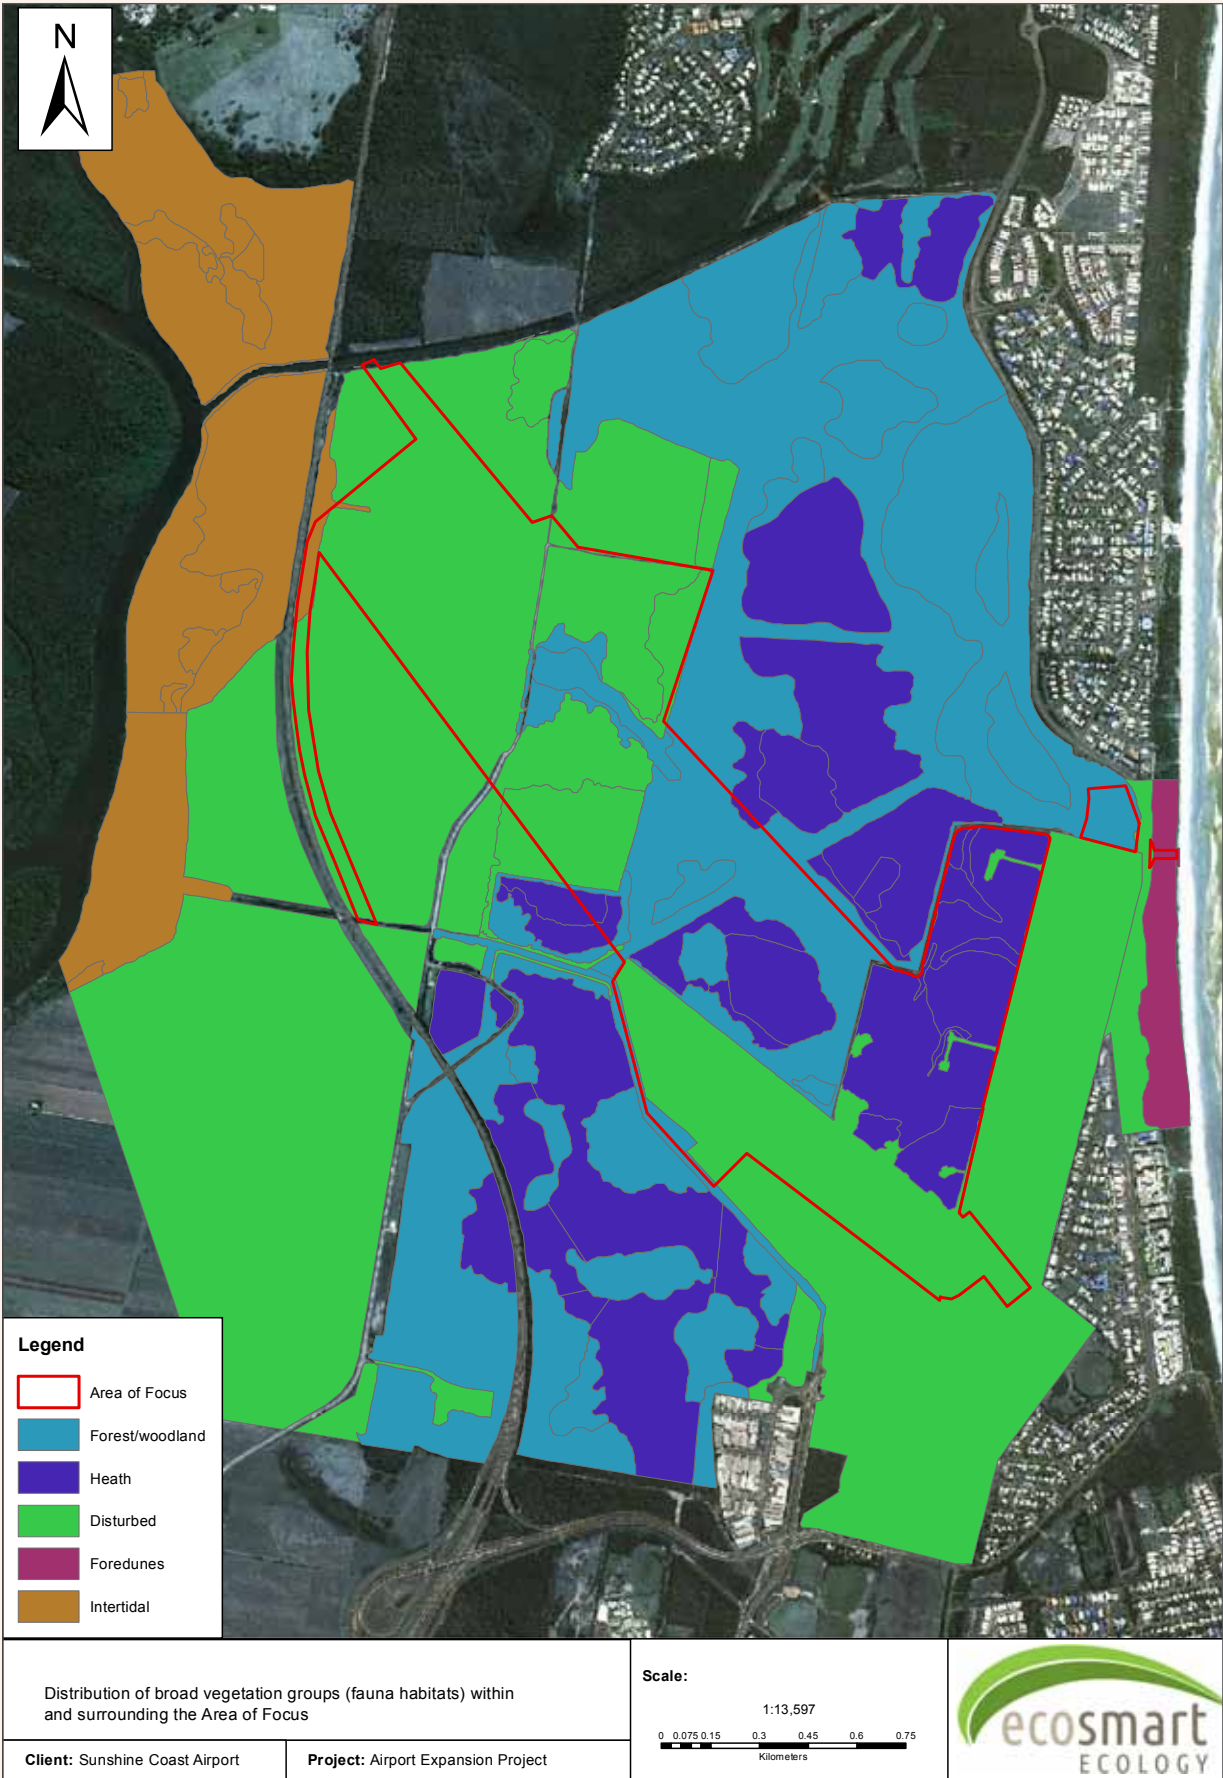 N
Legend
Area of Focus
Forest/woodland
Heath
Disturbed
Foredunes
Intertidal
Distribution of broad vegetation groups (fauna habitats) within
and surrounding the Area of Focus
Client: Sunshine Coast Airport
Project: Airport Expansion Project
Scale:
1:13,597
0 0.075 0.15 0.3 0.45 0.6 0.75
Kilometers
ecosmart
ECOLOGY